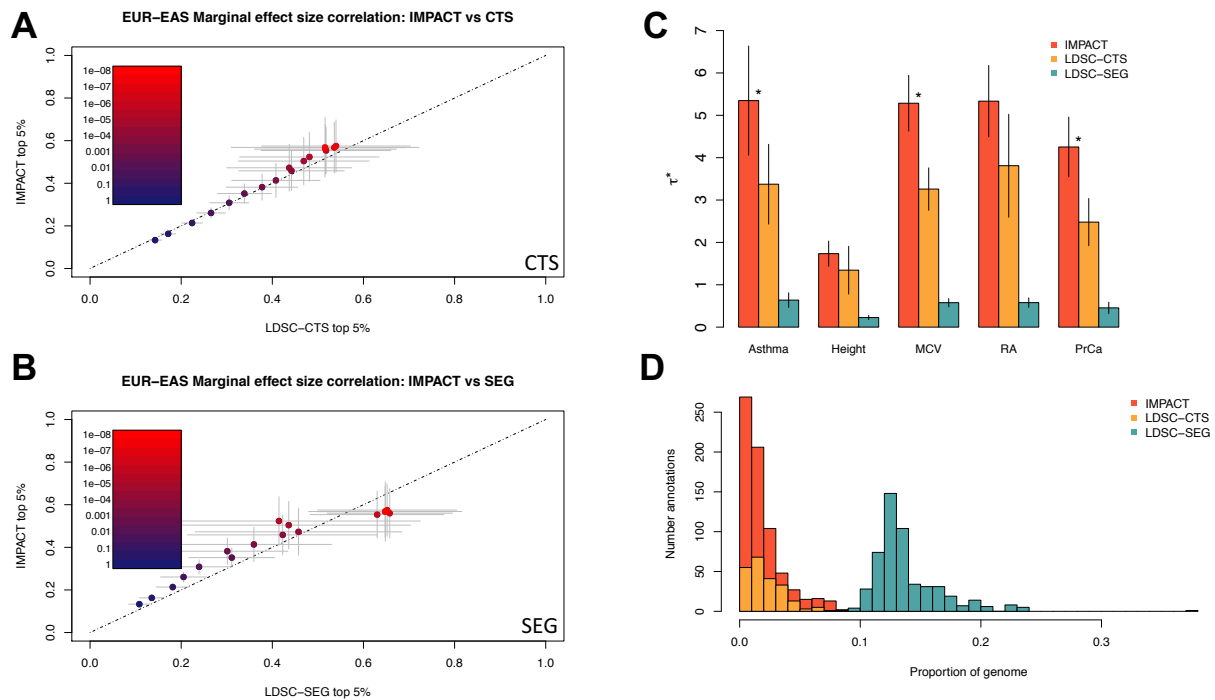 A
EUR−EAS Marginal effect size correlation: IMPACT vs CTS
IMPACT top 5%
1.0
0.8
0.6
0.4
0.2
0.0
1e−08
1e−07
1e−06
1e−05
1e−04
0.001
0.01
0.1
1
CTS
0.0 0.2 0.4 0.6 0.8 1.0
LDSC−CTS top 5%
B
EUR−EAS Marginal effect size correlation: IMPACT vs SEG
IMPACT top 5%
1.0
0.8
0.6
0.4
0.2
0.0
1e−08
1e−07
1e−06
1e−05
1e−04
0.001
0.01
0.1
1
SEG
0.0 0.2 0.4 0.6 0.8 1.0
LDSC−SEG top 5%
C
τ*
7
6
5
4
3
2
1
0
IMPACT
LDSC−CTS
LDSC−SEG
* * *
Asthma Height MCV RA PrCa
D
Number annotations
250
200
150
100
50
0
IMPACT
LDSC−CTS
LDSC−SEG
0.0 0.1 0.2 0.3
Proportion of genome